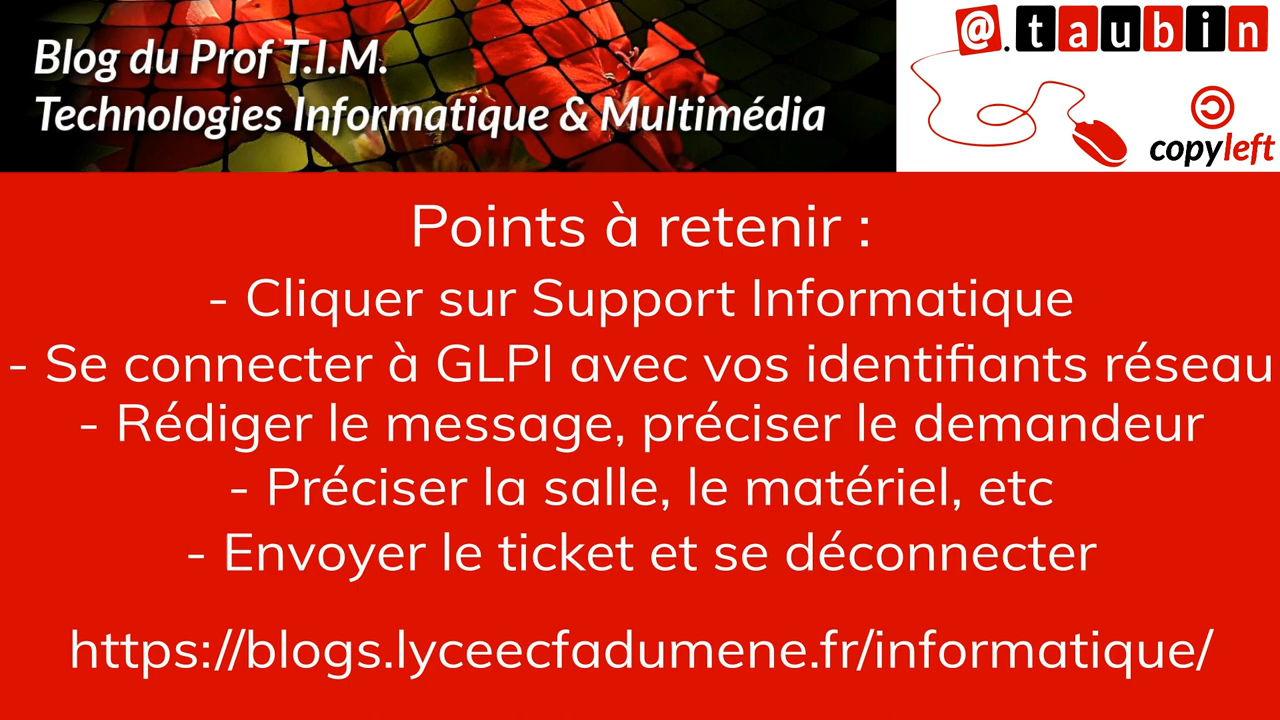 Blog du Prof T.I.M.
Technologies Informatique & Multimédia
@.taubin
copyleft
Points à retenir :
- Cliquer sur Support Informatique
- Se connecter à GLPI avec vos identifiants réseau
- Rédiger le message, préciser le demandeur
- Préciser la salle, le matériel, etc
- Envoyer le ticket et se déconnecter
https://blogs.lyceecfadumene.fr/informatique/